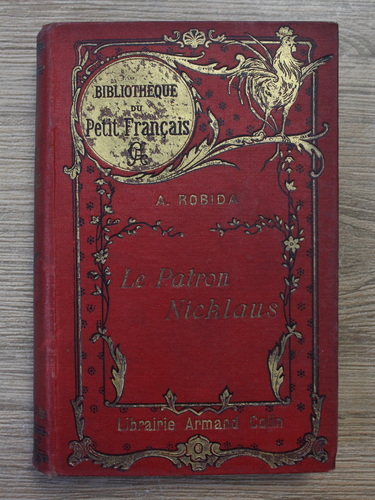 BIBLIOTHÈQUE
DU
Petit Français
A. ROBIDA
Le Patron
Nicklaus
Librairie Armand Colin